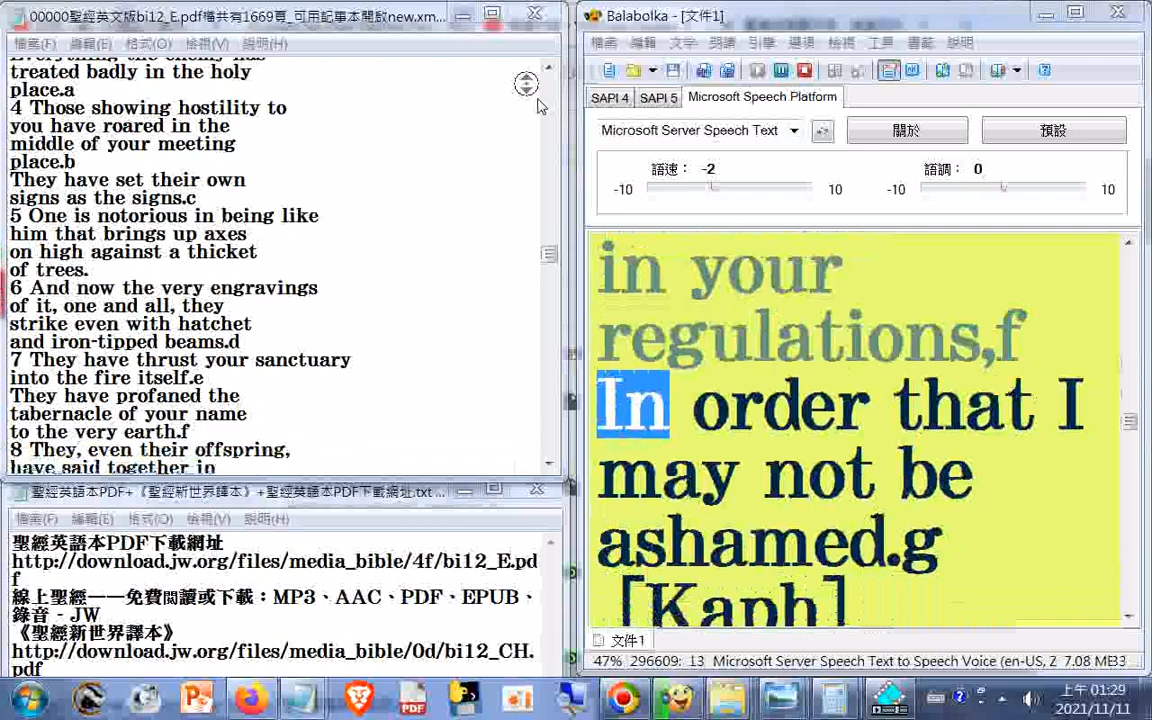 00000聖經英文版bi12_E.pdf檔共有1669頁_可用記事本開啟new.xm...
檔案(F) 編輯(E) 格式(O) 檢視(V) 說明(H)
treated badly in the holy
place.a
4 Those showing hostility to
you have roared in the
middle of your meeting
place.b
They have set their own
signs as the signs.c
5 One is notorious in being like
him that brings up axes
on high against a thicket
of trees.
6 And now the very engravings
of it, one and all, they
strike even with hatchet
and iron-tipped beams.d
7 They have thrust your sanctuary
into the fire itself.e
They have profaned the
tabernacle of your name
to the very earth.f
8 They, even their offspring,
have said together in
聖經英語本PDF+《聖經新世界譯本》+聖經英語本PDF下載網址.txt ...
檔案(F) 編輯(E) 格式(O) 檢視(V) 說明(H)
聖經英語本PDF下載網址
http://download.jw.org/files/media_bible/4f/bi12_E.pd
f
線上聖經——免費閱讀或下載：MP3、AAC、PDF、EPUB、
錄音 - JW
《聖經新世界譯本》
http://download.jw.org/files/media_bible/0d/bi12_CH.
pdf
Balabolka - [文件1]
檔案 編輯 文字 朗讀 引擎 選項 檢視 工具 書籤 說明
SAPI 4 SAPI 5 Microsoft Speech Platform
Microsoft Server Speech Text 關於 預設
語速： -2 語調： 0
-10 10 -10 10
in your
regulations,f
In order that I
may not be
ashamed.g
[Kaph]
文件1
47% 296609: 13 Microsoft Server Speech Text to Speech Voice (en-US, Z 7.08 MB
上午 01:29
2021/11/11